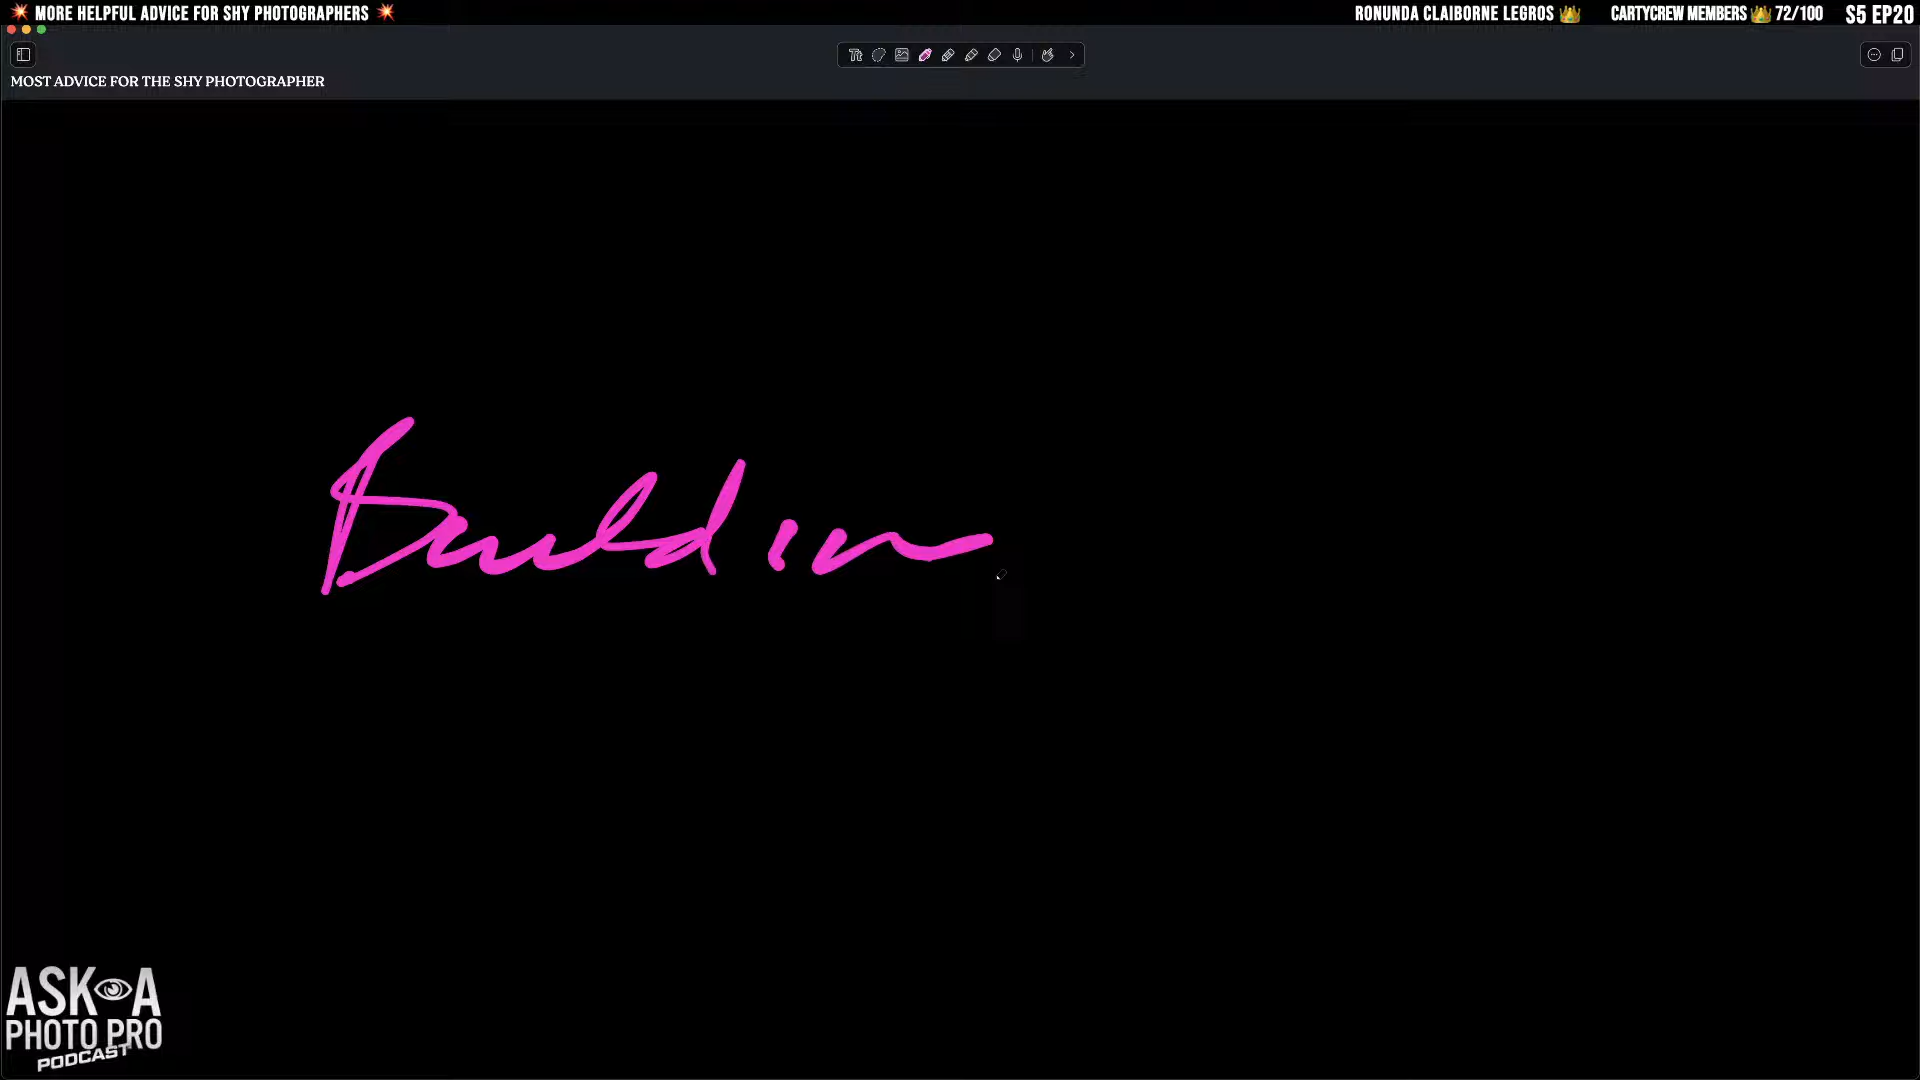 MORE HELPFUL ADVICE FOR SHY PHOTOGRAPHERS
RONUNDA CLAIBORNE LEGROS
CARTYCREW MEMBERS 72/100
S5 EP20
MOST ADVICE FOR THE SHY PHOTOGRAPHER
ASK A
PHOTO PRO
PODCAST